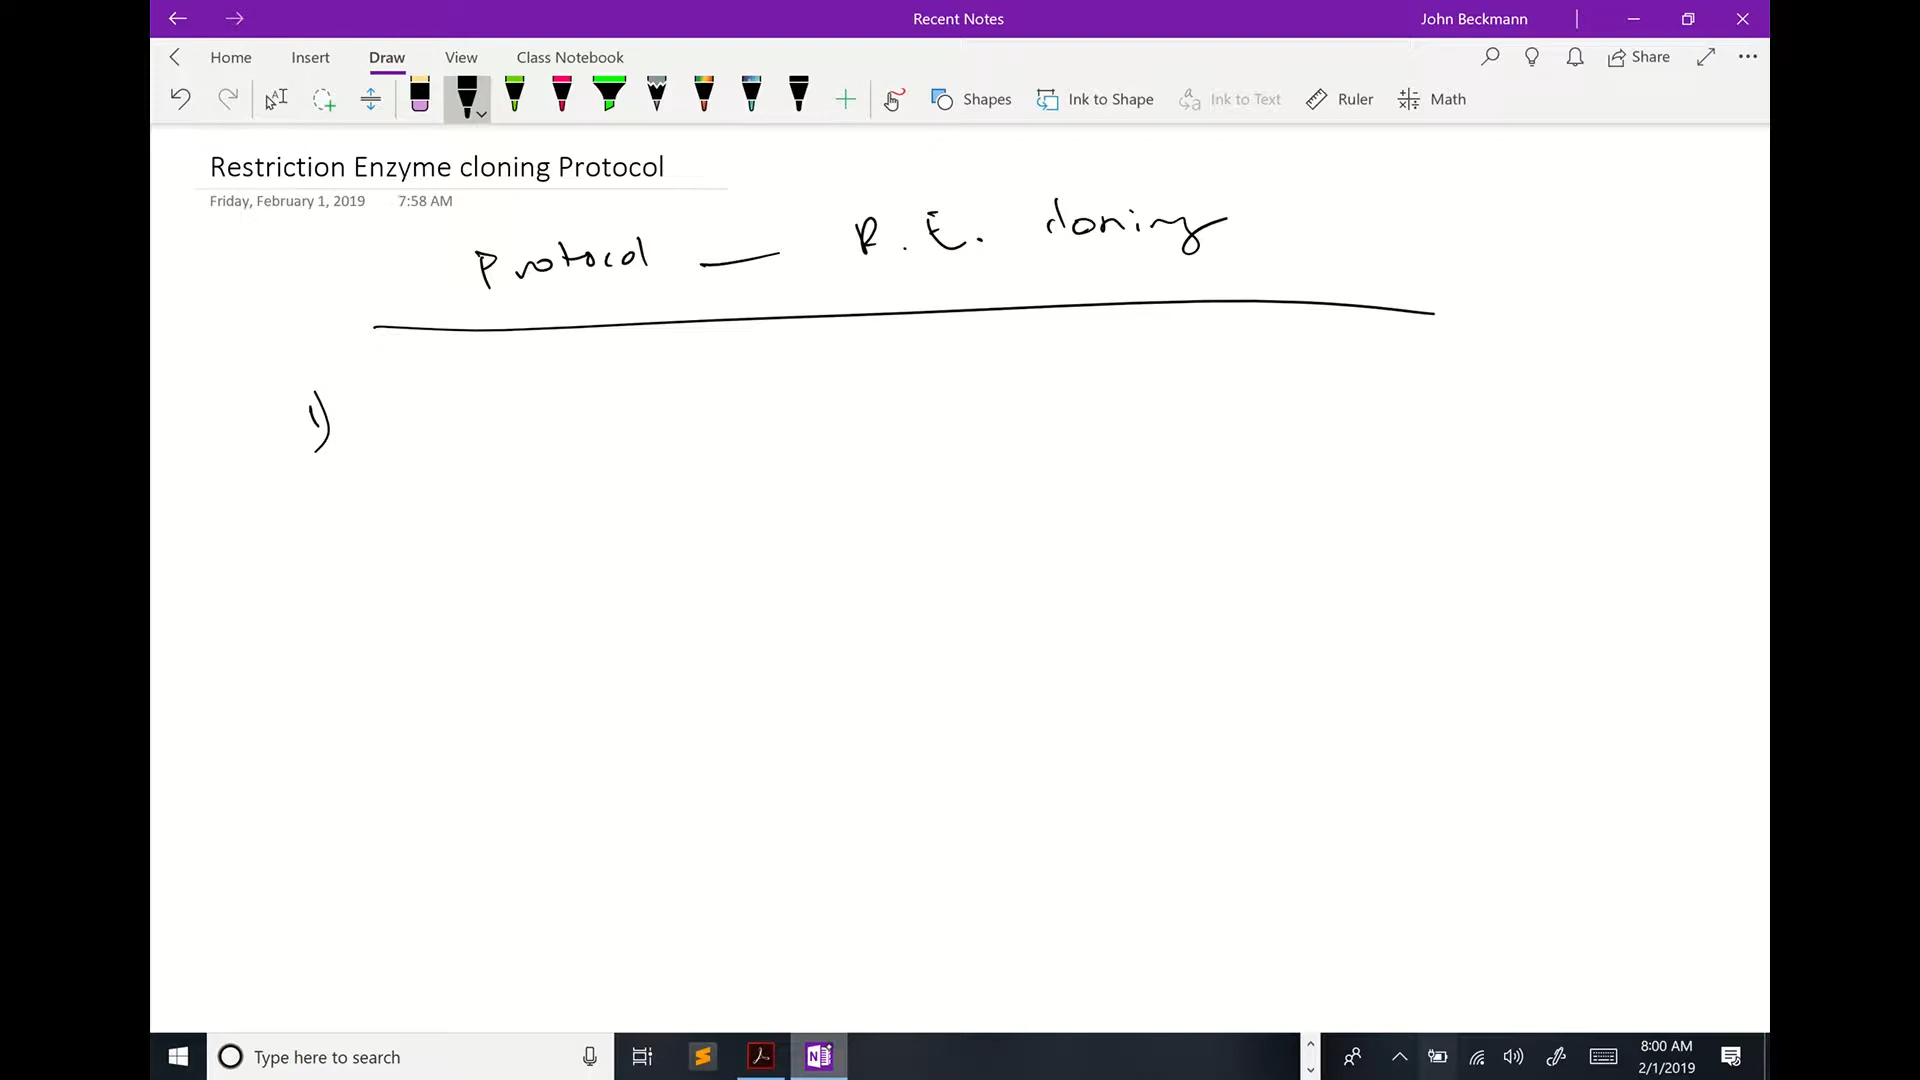 Recent Notes
John Beckmann
Home Insert Draw View Class Notebook
Share
Shapes Ink to Shape Ink to Text Ruler Math
Restriction Enzyme cloning Protocol
Friday, February 1, 2019 7:58 AM
Protocol — R. E. cloning
1)
Type here to search
8:00 AM
2/1/2019